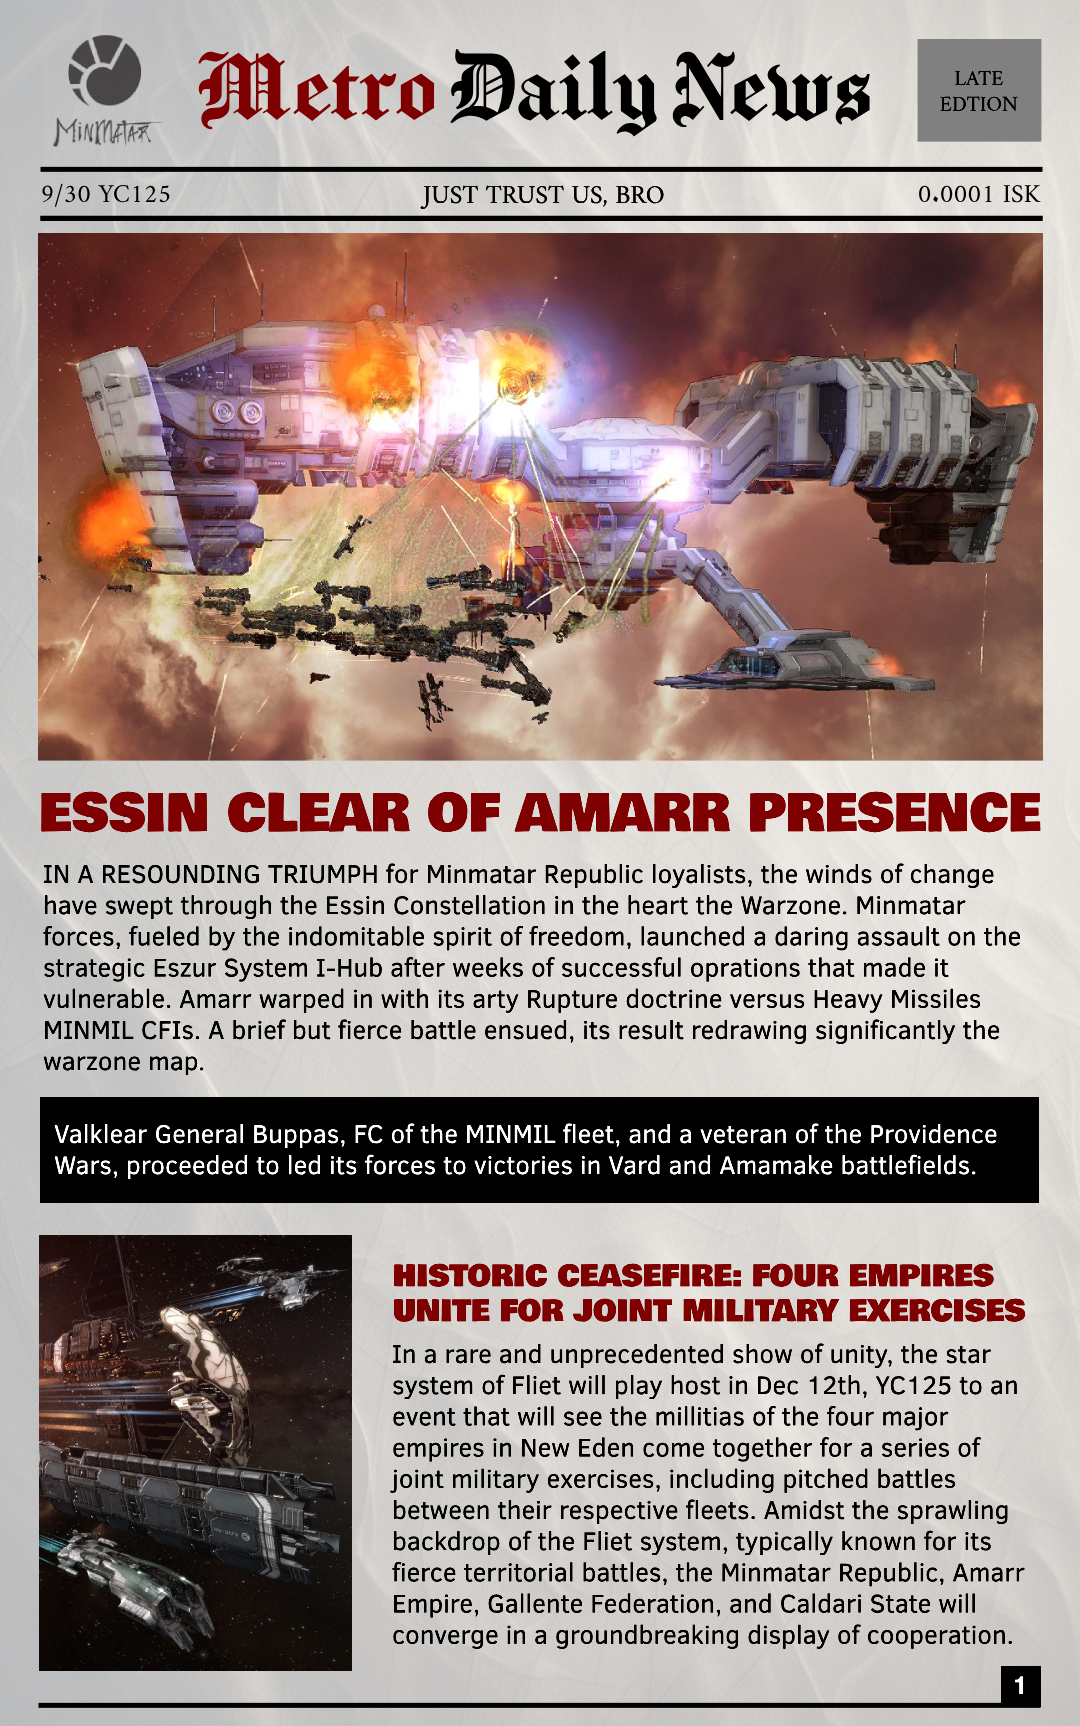 MINMATAR
Metro Daily News
LATE
EDTION
9/30 YC125
JUST TRUST US, BRO
0.0001 ISK
ESSIN CLEAR OF AMARR PRESENCE
IN A RESOUNDING TRIUMPH for Minmatar Republic loyalists, the winds of change
have swept through the Essin Constellation in the heart the Warzone. Minmatar
forces, fueled by the indomitable spirit of freedom, launched a daring assault on the
strategic Eszur System I-Hub after weeks of successful oprations that made it
vulnerable. Amarr warped in with its arty Rupture doctrine versus Heavy Missiles
MINMIL CFIs. A brief but fierce battle ensued, its result redrawing significantly the
warzone map.
Valklear General Buppas, FC of the MINMIL fleet, and a veteran of the Providence
Wars, proceeded to led its forces to victories in Vard and Amamake battlefields.
HISTORIC CEASEFIRE: FOUR EMPIRES
UNITE FOR JOINT MILITARY EXERCISES
In a rare and unprecedented show of unity, the star
system of Fliet will play host in Dec 12th, YC125 to an
event that will see the millitias of the four major
empires in New Eden come together for a series of
joint military exercises, including pitched battles
between their respective fleets. Amidst the sprawling
backdrop of the Fliet system, typically known for its
fierce territorial battles, the Minmatar Republic, Amarr
Empire, Gallente Federation, and Caldari State will
converge in a groundbreaking display of cooperation.
1